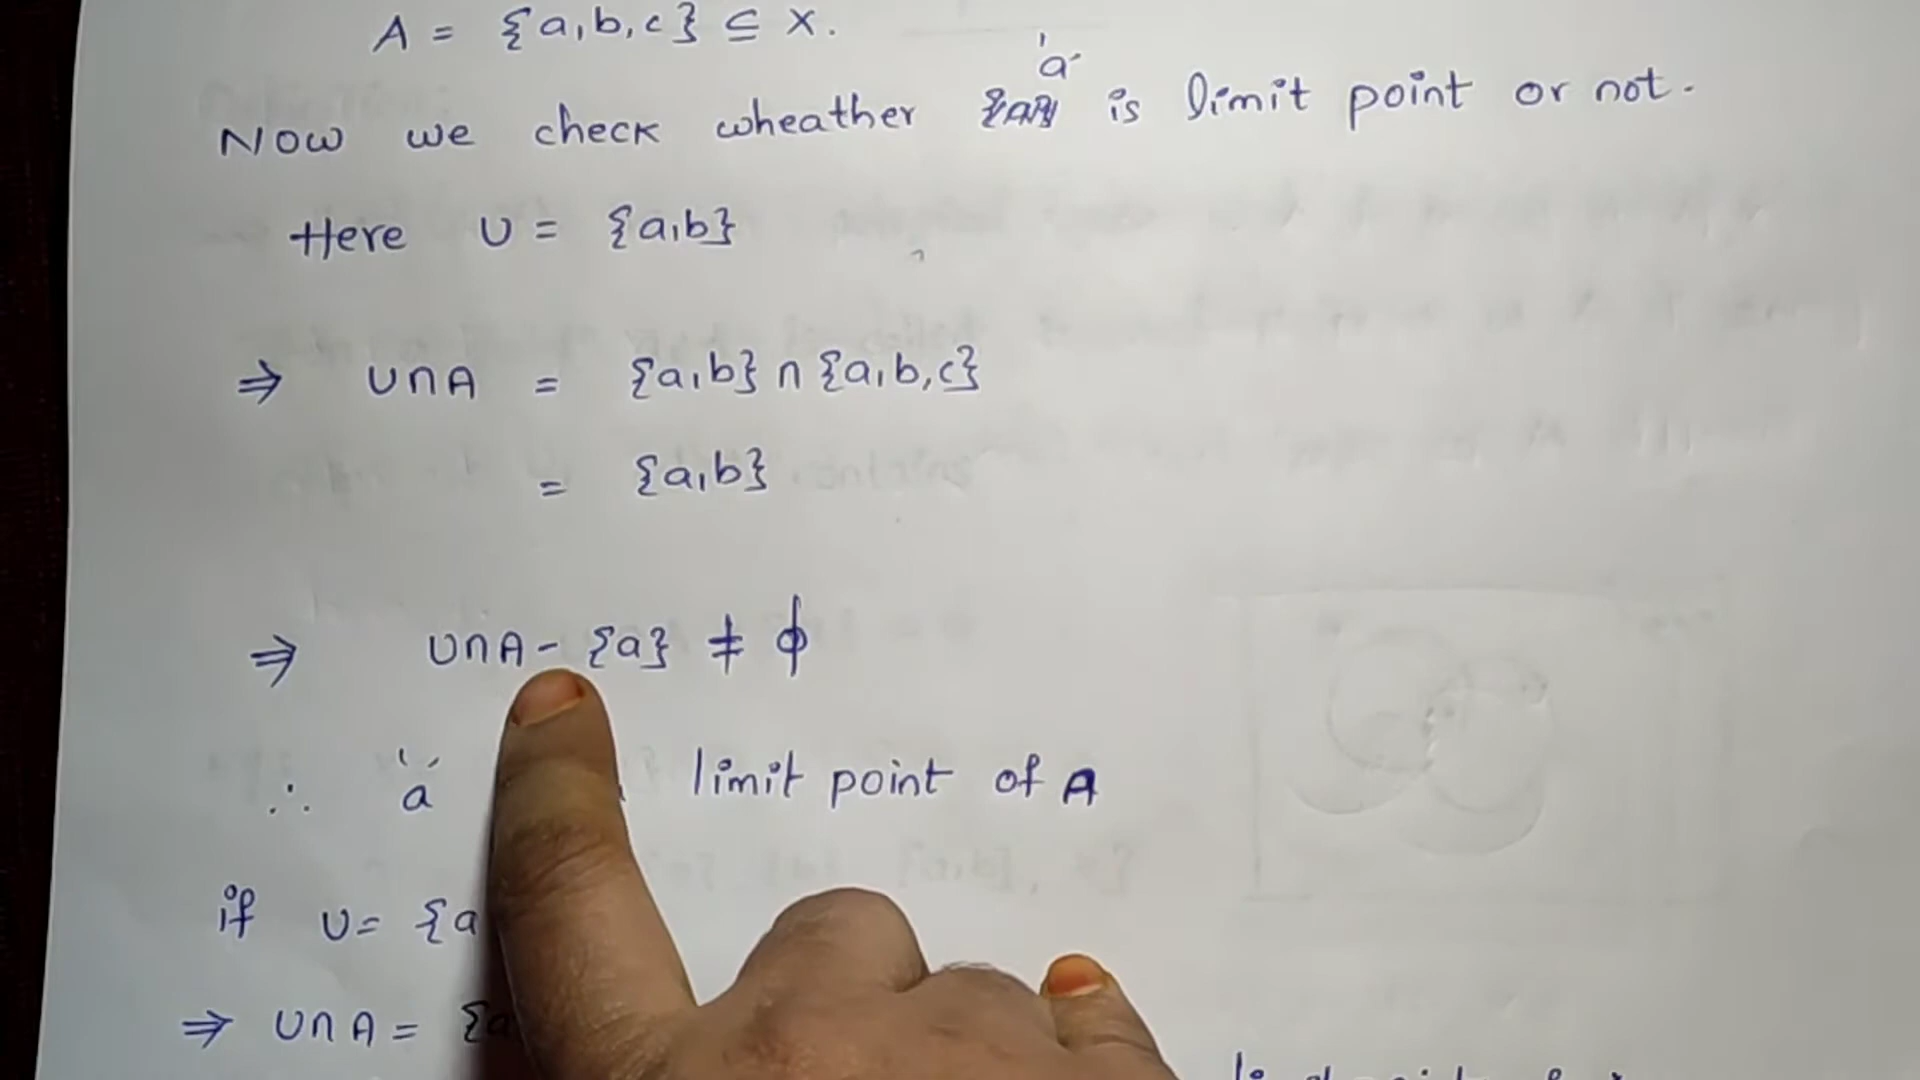 A = {a,b,c} ⊆ X.
'a'
Now we check wheather is limit point or not.
Here U = {a,b}
⇒ U∩A = {a,b} ∩ {a,b,c}
= {a,b}
⇒ U∩A - {a} ≠ ϕ
∴ 'a' limit point of A
if U = {a
⇒ U∩A = {a